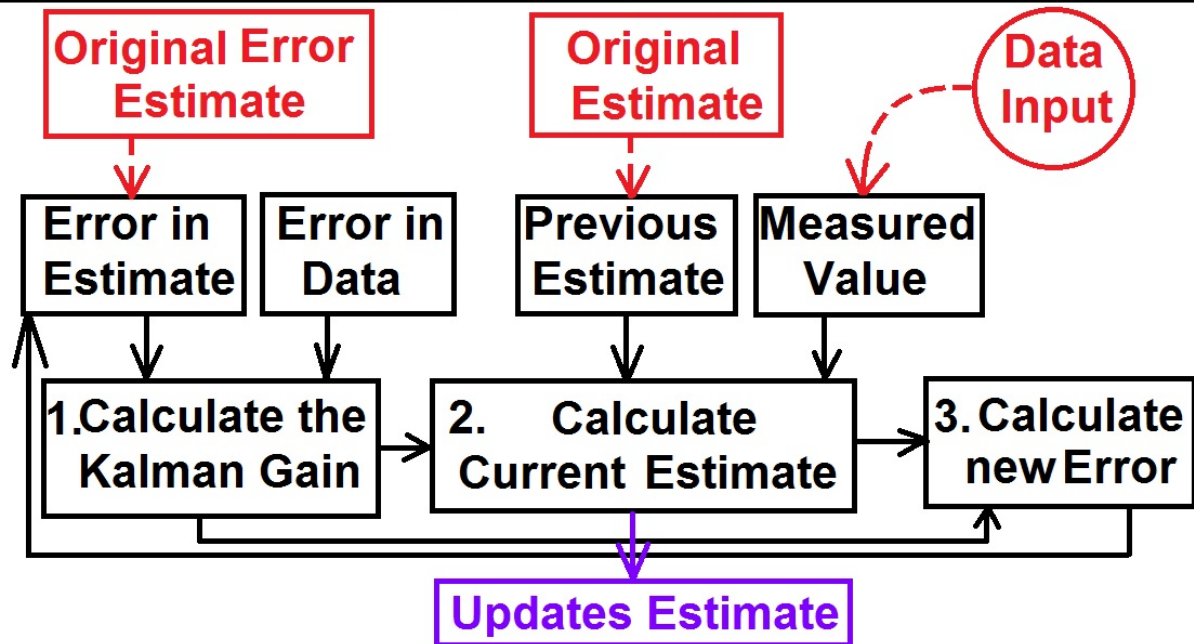 Original Error
Estimate
Original
Estimate
Data
Input
Error in
Estimate
Error in
Data
Previous
Estimate
Measured
Value
1. Calculate the
Kalman Gain
2. Calculate
Current Estimate
3. Calculate
new Error
Updates Estimate